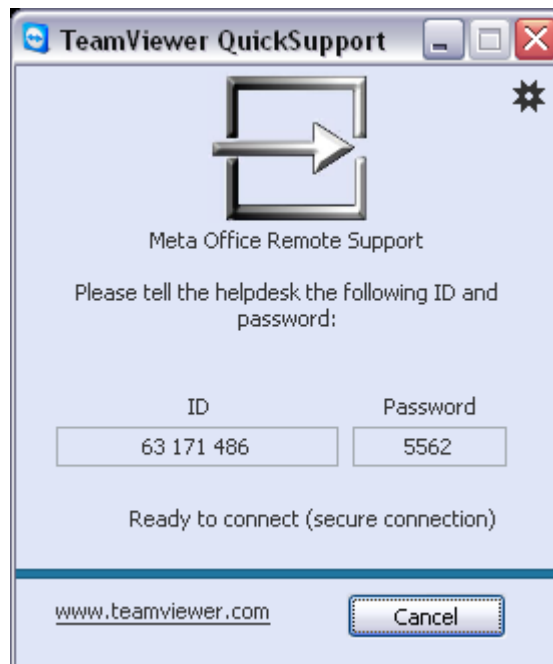 TeamViewer QuickSupport
Meta Office Remote Support
Please tell the helpdesk the following ID and
password:
ID Password
63 171 486 5562
Ready to connect (secure connection)
www.teamviewer.com Cancel